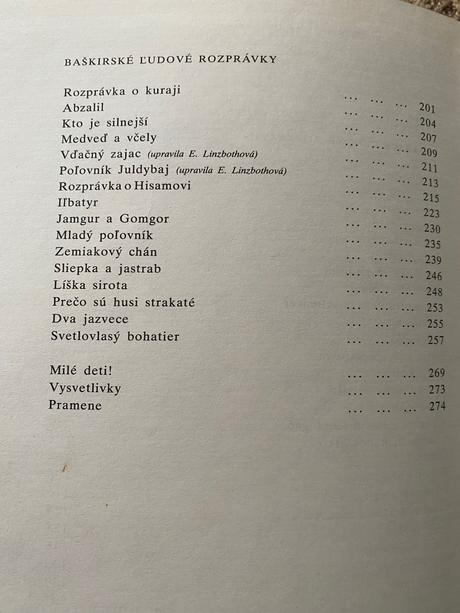 BAŠKIRSKÉ ĽUDOVÉ ROZPRÁVKY
Rozprávka o kuraji ... ... ... 201
Abzalil ... ... ... 204
Kto je silnejší ... ... ... 207
Medveď a včely ... ... ... 209
Vďačný zajac (upravila E. Linzbothová) ... ... ... 211
Poľovník Juldybaj (upravila E. Linzbothová) ... ... ... 213
Rozprávka o Hisamovi ... ... ... 215
Iľbatyr ... ... ... 223
Jamgur a Gomgor ... ... ... 230
Mladý poľovník ... ... ... 235
Zemiakový chán ... ... ... 239
Sliepka a jastrab ... ... ... 246
Líška sirota ... ... ... 248
Prečo sú husi strakaté ... ... ... 253
Dva jazvece ... ... ... 255
Svetlovlasý bohatier ... ... ... 257
Milé deti! ... ... ... 269
Vysvetlivky ... ... ... 273
Pramene ... ... ... 274